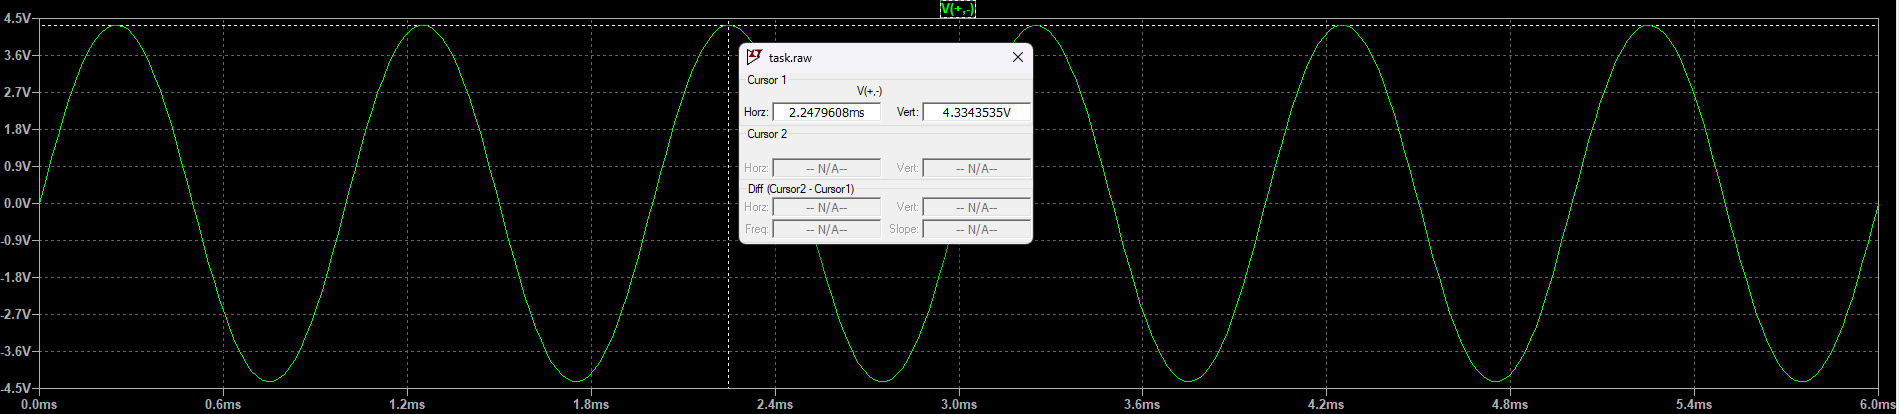 V(+,-)
4.5V
3.6V
2.7V
1.8V
0.9V
0.0V
-0.9V
-1.8V
-2.7V
-3.6V
-4.5V
task.raw
Cursor 1
V(+,-)
Horz: 2.2479608ms Vert: 4.3343535V
Cursor 2
Horz: -- N/A-- Vert: -- N/A--
Diff (Cursor2 - Cursor1)
Horz: -- N/A-- Vert: -- N/A--
Freq: -- N/A-- Slope: -- N/A--
0.0ms 0.6ms 1.2ms 1.8ms 2.4ms 3.0ms 3.6ms 4.2ms 4.8ms 5.4ms 6.0ms